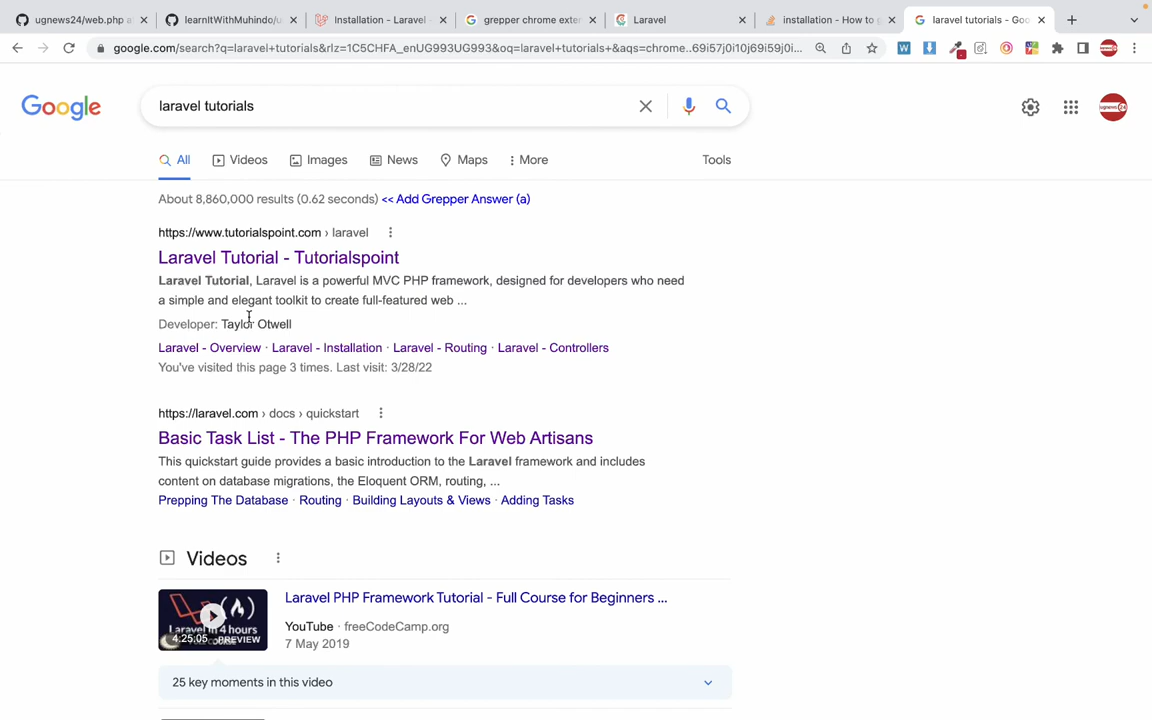 ugnews24/web.php a
learnItWithMuhindo/
Installation - Laravel -
grepper chrome exter
Laravel
installation - How to g
laravel tutorials - Goo
google.com/search?q=laravel+tutorials&rlz=1C5CHFA_enUG993UG993&oq=laravel+tutorials+&aqs=chrome..69i57j0i10j69i59j0i...
Google
laravel tutorials
All
Videos
Images
News
Maps
More
Tools
About 8,860,000 results (0.62 seconds) << Add Grepper Answer (a)
https://www.tutorialspoint.com › laravel
Laravel Tutorial - Tutorialspoint
Laravel Tutorial, Laravel is a powerful MVC PHP framework, designed for developers who need
a simple and elegant toolkit to create full-featured web ...
Developer: Taylor Otwell
Laravel - Overview · Laravel - Installation · Laravel - Routing · Laravel - Controllers
You've visited this page 3 times. Last visit: 3/28/22
https://laravel.com › docs › quickstart
Basic Task List - The PHP Framework For Web Artisans
This quickstart guide provides a basic introduction to the Laravel framework and includes
content on database migrations, the Eloquent ORM, routing, ...
Prepping The Database · Routing · Building Layouts & Views · Adding Tasks
Videos
Laravel PHP Framework Tutorial - Full Course for Beginners ...
YouTube · freeCodeCamp.org
7 May 2019
Laravel in 4 hours
4:25:05
PREVIEW
25 key moments in this video